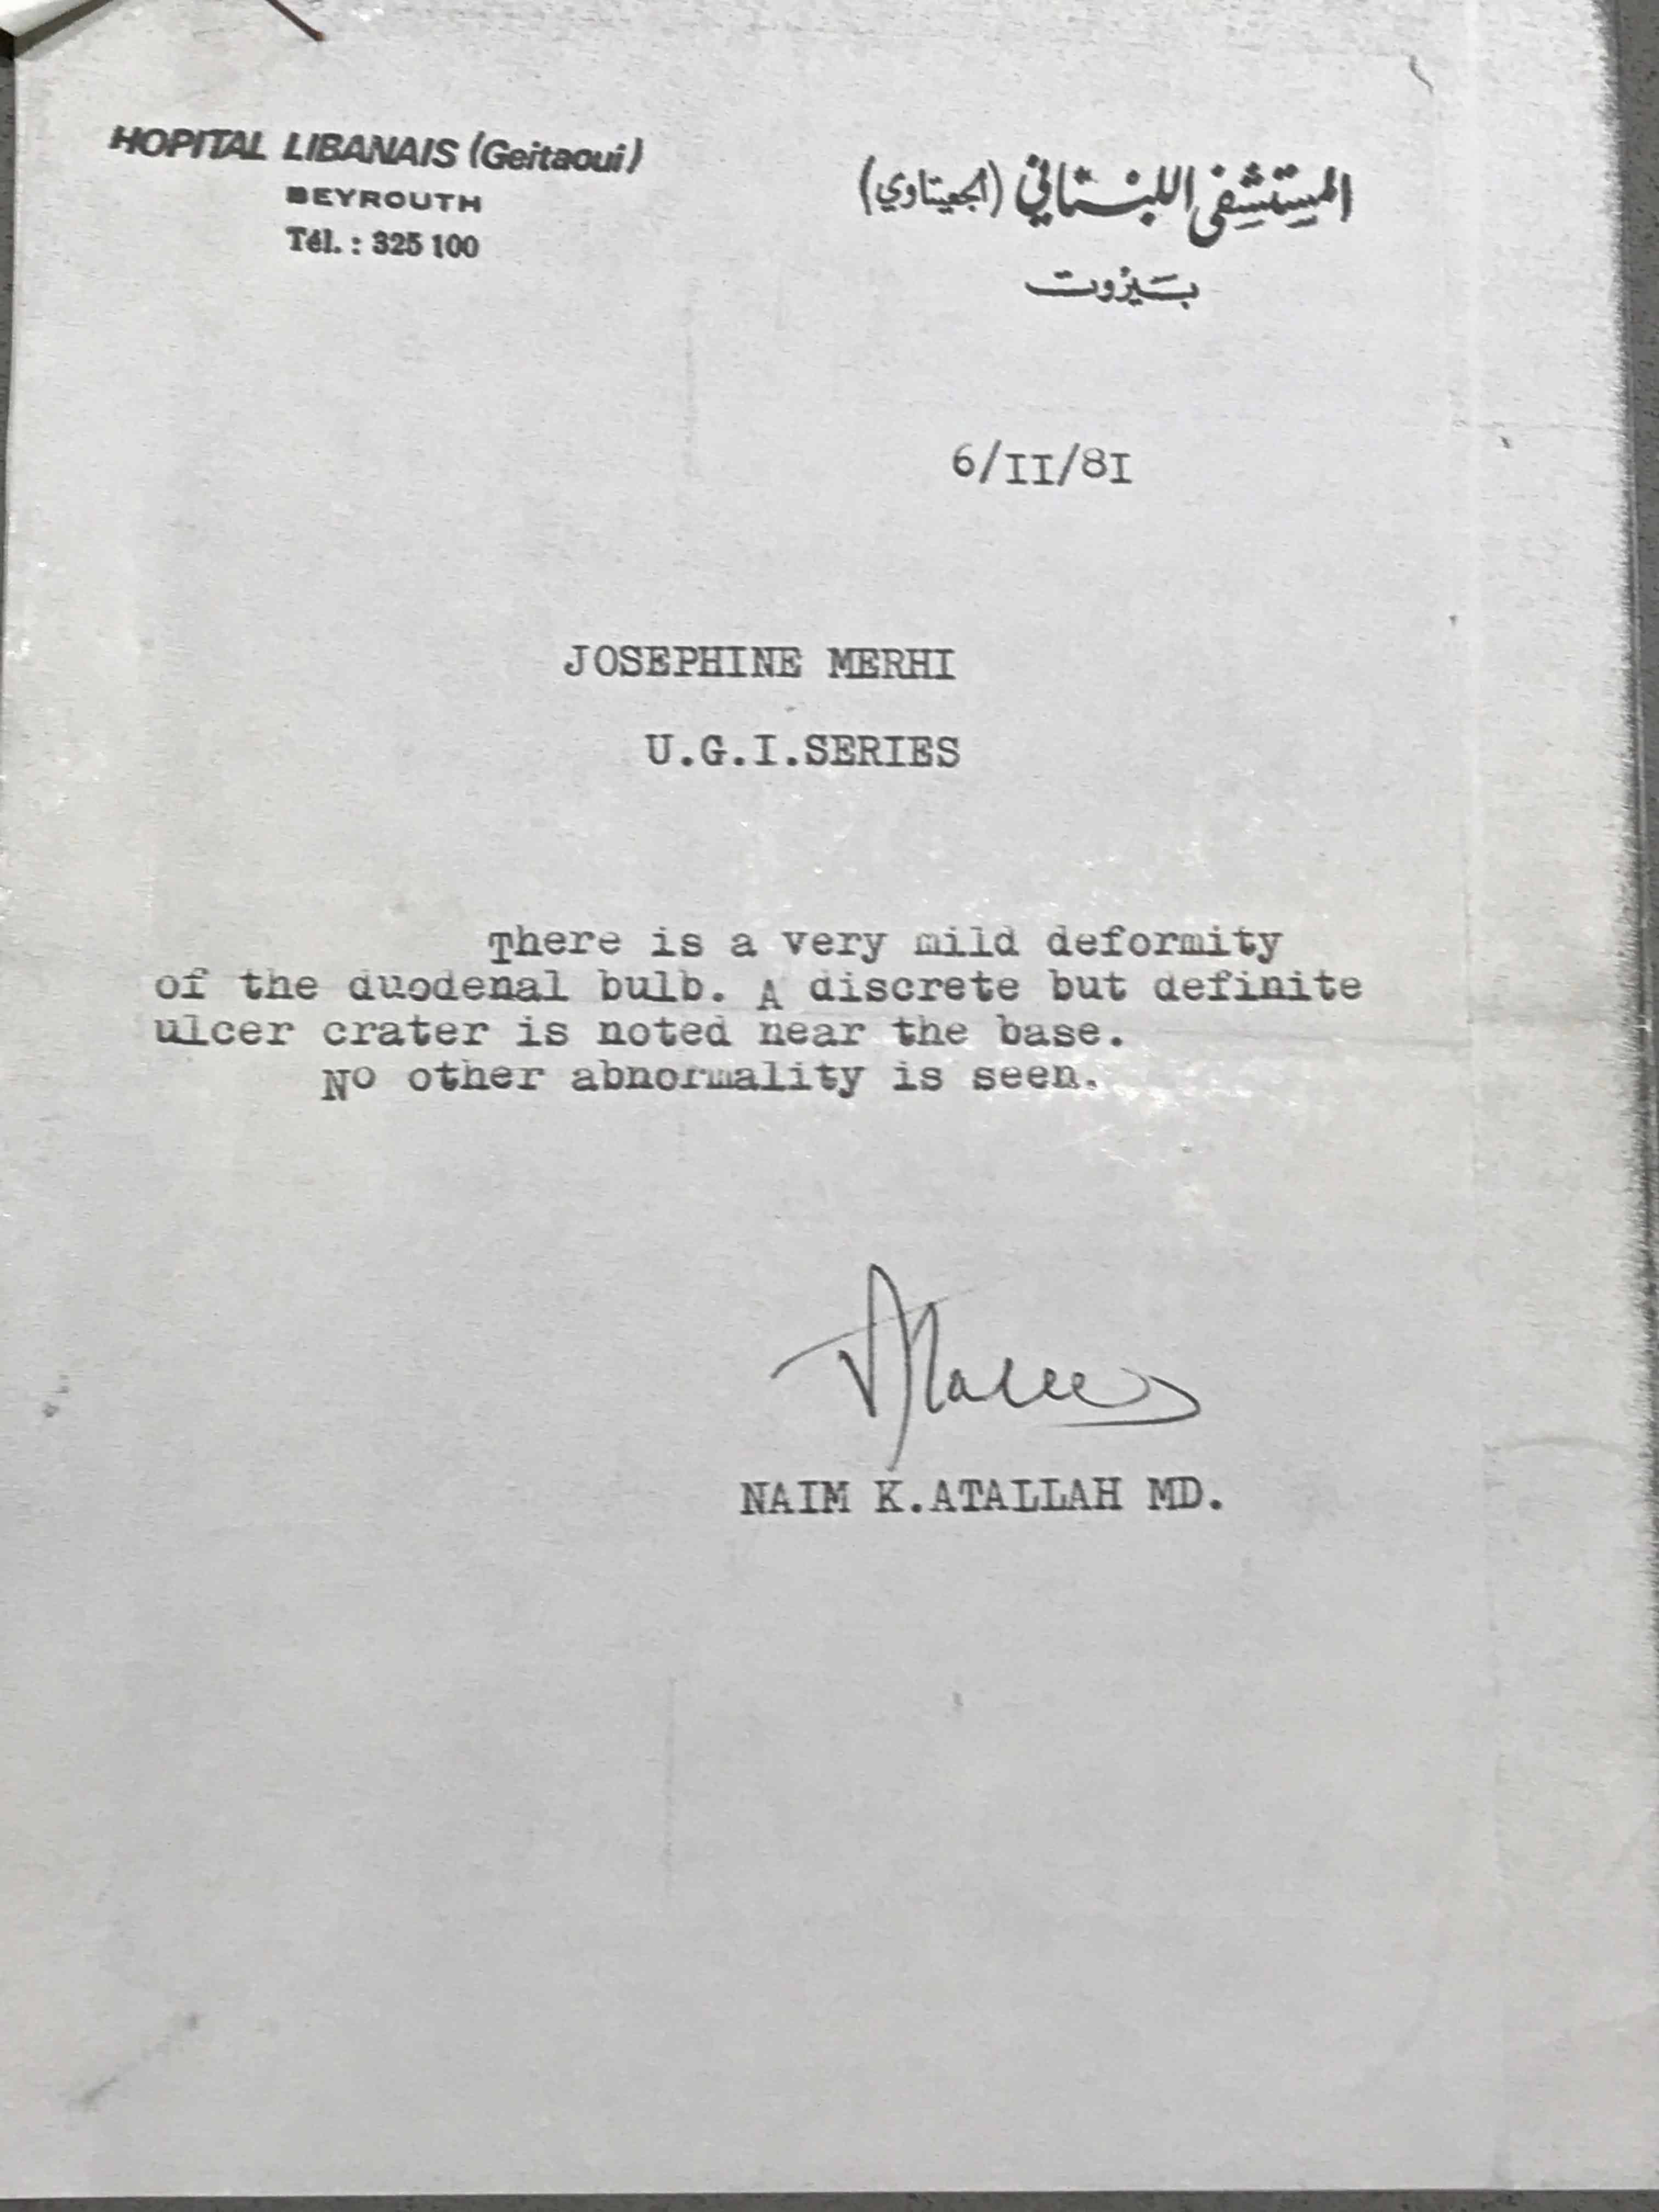 HOPITAL LIBANAIS (Geitaoui)
BEYROUTH
Tél. : 325 100
المستشفى اللبناني (الجعيتاوي)
بيروت
6/II/8I
JOSEPHINE MERHI
U.G.I.SERIES
There is a very mild deformity
of the duodenal bulb. A discrete but definite
ulcer crater is noted near the base.
No other abnormality is seen.
NAIM K.ATALLAH MD.